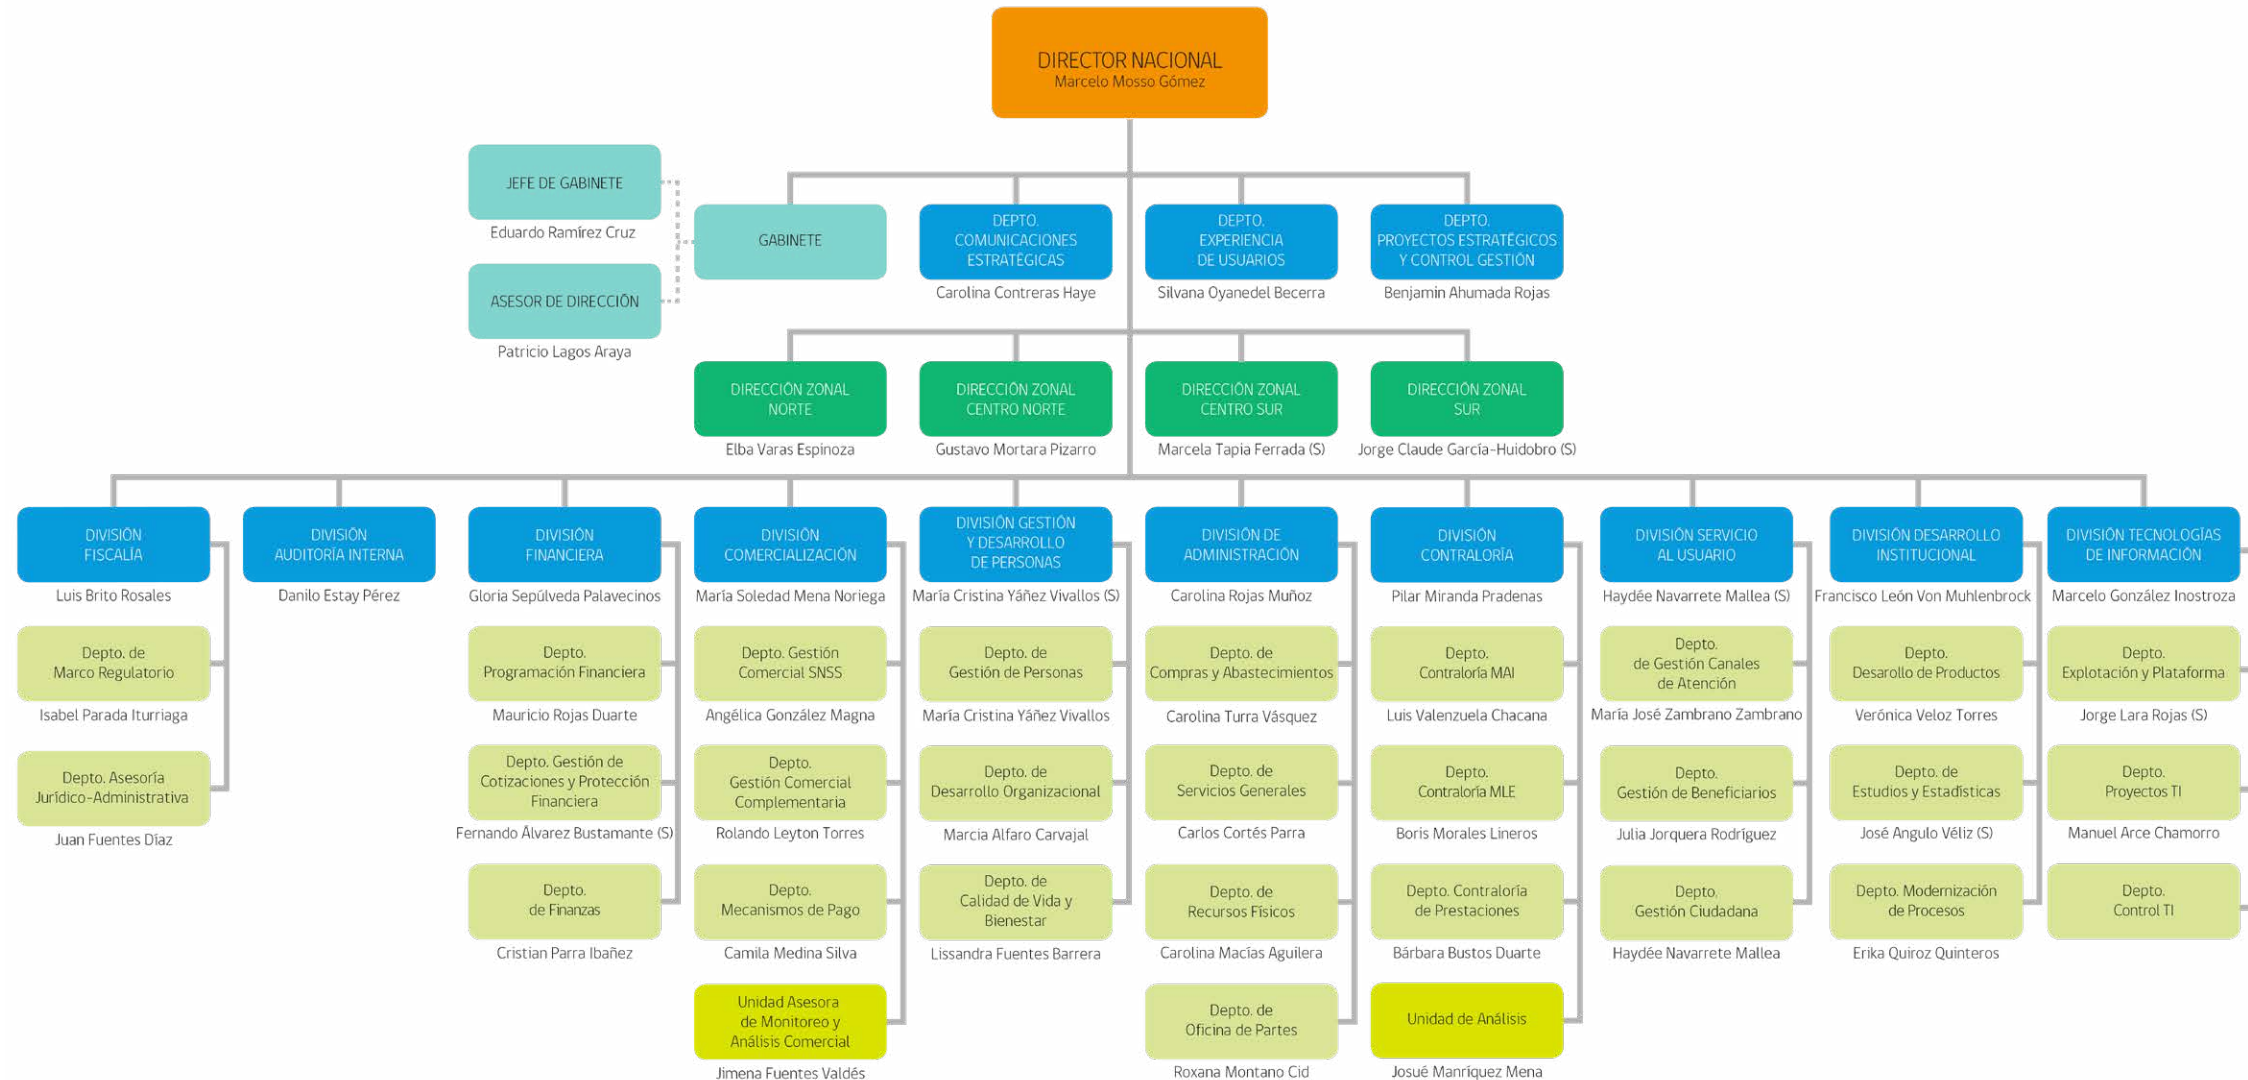 DIRECTOR NACIONAL
Marcelo Mosso Gómez
JEFE DE GABINETE
Eduardo Ramírez Cruz
ASESOR DE DIRECCIÓN
Patricio Lagos Araya
GABINETE
DEPTO.
COMUNICACIONES
ESTRATÉGICAS
Carolina Contreras Haye
DEPTO.
EXPERIENCIA
DE USUARIOS
Silvana Oyanedel Becerra
DEPTO.
PROYECTOS ESTRATÉGICOS
Y CONTROL GESTIÓN
Benjamin Ahumada Rojas
DIRECCIÓN ZONAL
NORTE
Elba Varas Espinoza
DIRECCIÓN ZONAL
CENTRO NORTE
Gustavo Mortara Pizarro
DIRECCIÓN ZONAL
CENTRO SUR
Marcela Tapia Ferrada (S)
DIRECCIÓN ZONAL
SUR
Jorge Claude García-Huidobro (S)
DIVISIÓN
FISCALÍA
Luis Brito Rosales
Depto. de
Marco Regulatorio
Isabel Parada Iturriaga
Depto. Asesoría
Jurídico-Administrativa
Juan Fuentes Díaz
DIVISIÓN
AUDITORÍA INTERNA
Danilo Estay Pérez
DIVISIÓN
FINANCIERA
Gloria Sepúlveda Palavecinos
Depto.
Programación Financiera
Mauricio Rojas Duarte
Depto. Gestión de
Cotizaciones y Protección
Financiera
Fernando Álvarez Bustamante (S)
Depto.
de Finanzas
Cristian Parra Ibañez
DIVISIÓN
COMERCIALIZACIÓN
María Soledad Mena Noriega
Depto. Gestión
Comercial SNSS
Angélica González Magna
Depto.
Gestión Comercial
Complementaria
Rolando Leyton Torres
Depto.
Mecanismos de Pago
Camila Medina Silva
Unidad Asesora
de Monitoreo y
Análisis Comercial
Jimena Fuentes Valdés
DIVISIÓN GESTIÓN
Y DESARROLLO
DE PERSONAS
María Cristina Yáñez Vivallos (S)
Depto. de
Gestión de Personas
María Cristina Yáñez Vivallos
Depto. de
Desarrollo Organizacional
Marcia Alfaro Carvajal
Depto. de
Calidad de Vida y
Bienestar
Lissandra Fuentes Barrera
DIVISIÓN DE
ADMINISTRACIÓN
Carolina Rojas Muñoz
Depto. de
Compras y Abastecimientos
Carolina Turra Vásquez
Depto. de
Servicios Generales
Carlos Cortés Parra
Depto. de
Recursos Físicos
Carolina Macías Aguilera
Depto. de
Oficina de Partes
Roxana Montano Cid
DIVISIÓN
CONTRALORÍA
Pilar Miranda Pradenas
Depto.
Contraloría MAI
Luis Valenzuela Chacana
Depto.
Contraloría MLE
Boris Morales Lineros
Depto. Contraloría
de Prestaciones
Bárbara Bustos Duarte
Unidad de Análisis
Josué Manríquez Mena
DIVISIÓN SERVICIO
AL USUARIO
Haydée Navarrete Mallea (S)
Depto.
de Gestión Canales
de Atención
María José Zambrano Zambrano
Depto.
Gestión de Beneficiarios
Julia Jorquera Rodríguez
Depto.
Gestión Ciudadana
Haydée Navarrete Mallea
DIVISIÓN DESARROLLO
INSTITUCIONAL
Francisco León Von Muhlenbrock
Depto.
Desarollo de Productos
Verónica Veloz Torres
Depto. de
Estudios y Estadísticas
José Angulo Véliz (S)
Depto. Modernización
de Procesos
Erika Quiroz Quinteros
DIVISIÓN TECNOLOGÍAS
DE INFORMACIÓN
Marcelo González Inostroza
Depto.
Explotación y Plataforma
Jorge Lara Rojas (S)
Depto.
Proyectos TI
Manuel Arce Chamorro
Depto.
Control TI